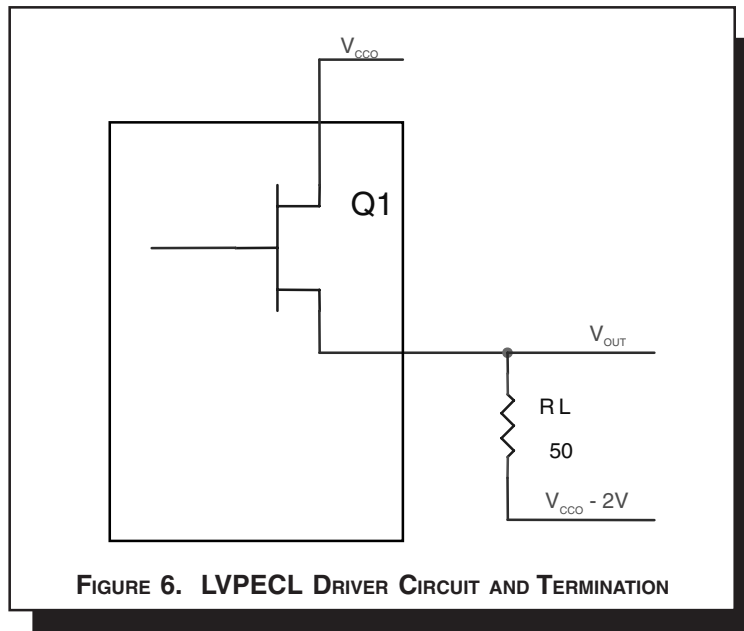 V_CCO
Q1
V_OUT
RL
50
V_CCO - 2V
FIGURE 6. LVPECL DRIVER CIRCUIT AND TERMINATION